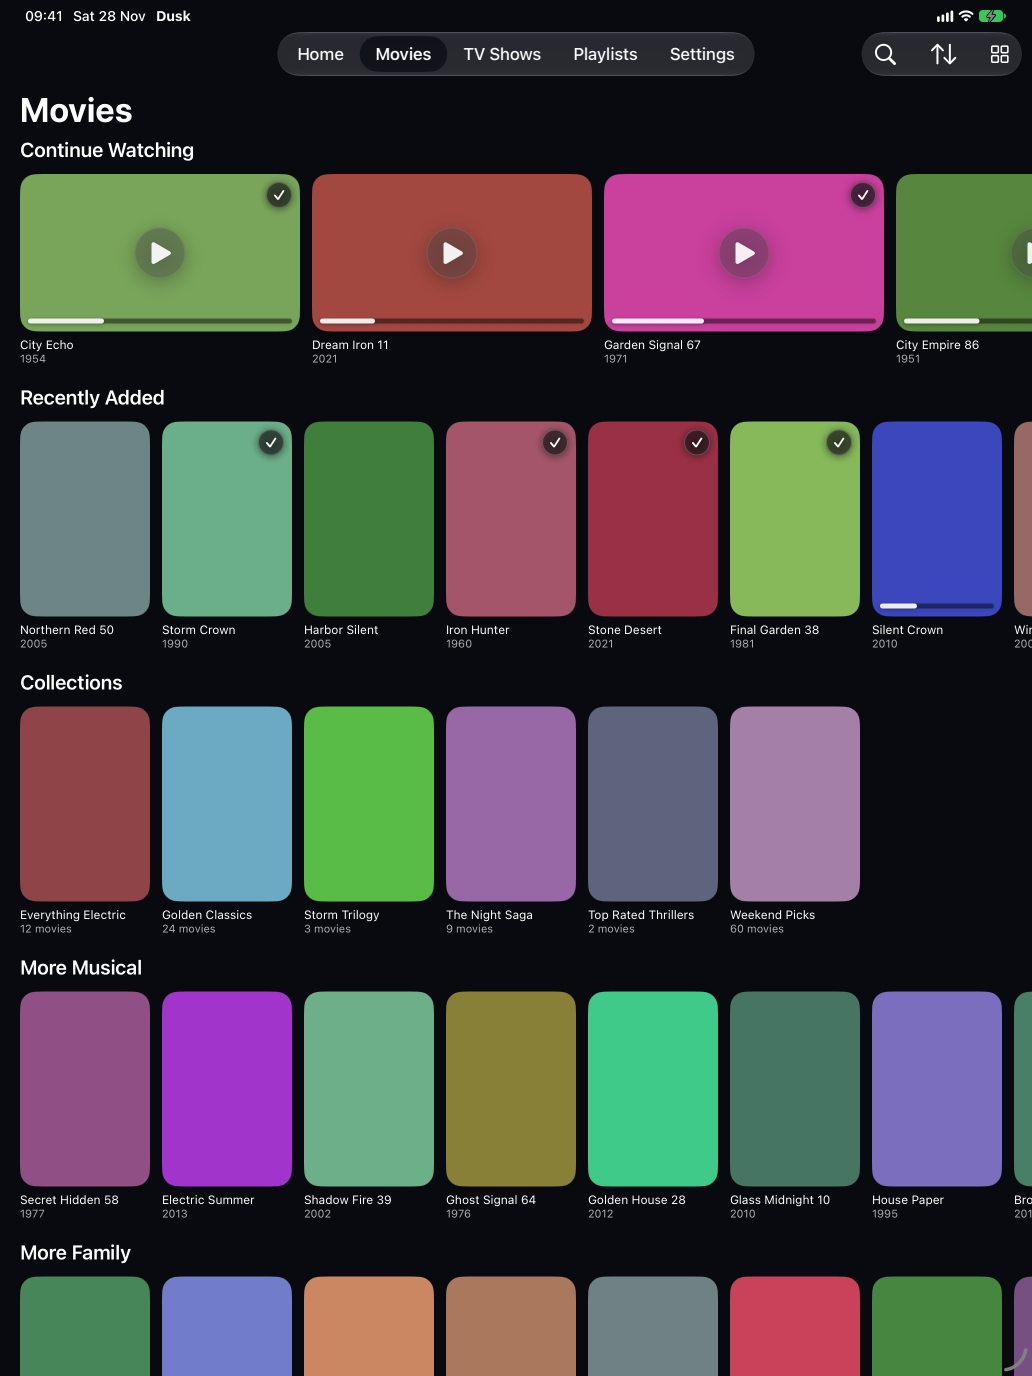 09:41 Sat 28 Nov Dusk
Home Movies TV Shows Playlists Settings
Movies
Continue Watching
City Echo
1954
Dream Iron 11
2021
Garden Signal 67
1971
City Empire 86
1951
Recently Added
Northern Red 50
2005
Storm Crown
1990
Harbor Silent
2005
Iron Hunter
1960
Stone Desert
2021
Final Garden 38
1981
Silent Crown
2010
Collections
Everything Electric
12 movies
Golden Classics
24 movies
Storm Trilogy
3 movies
The Night Saga
9 movies
Top Rated Thrillers
2 movies
Weekend Picks
60 movies
More Musical
Secret Hidden 58
1977
Electric Summer
2013
Shadow Fire 39
2002
Ghost Signal 64
1976
Golden House 28
2012
Glass Midnight 10
2010
House Paper
1995
More Family